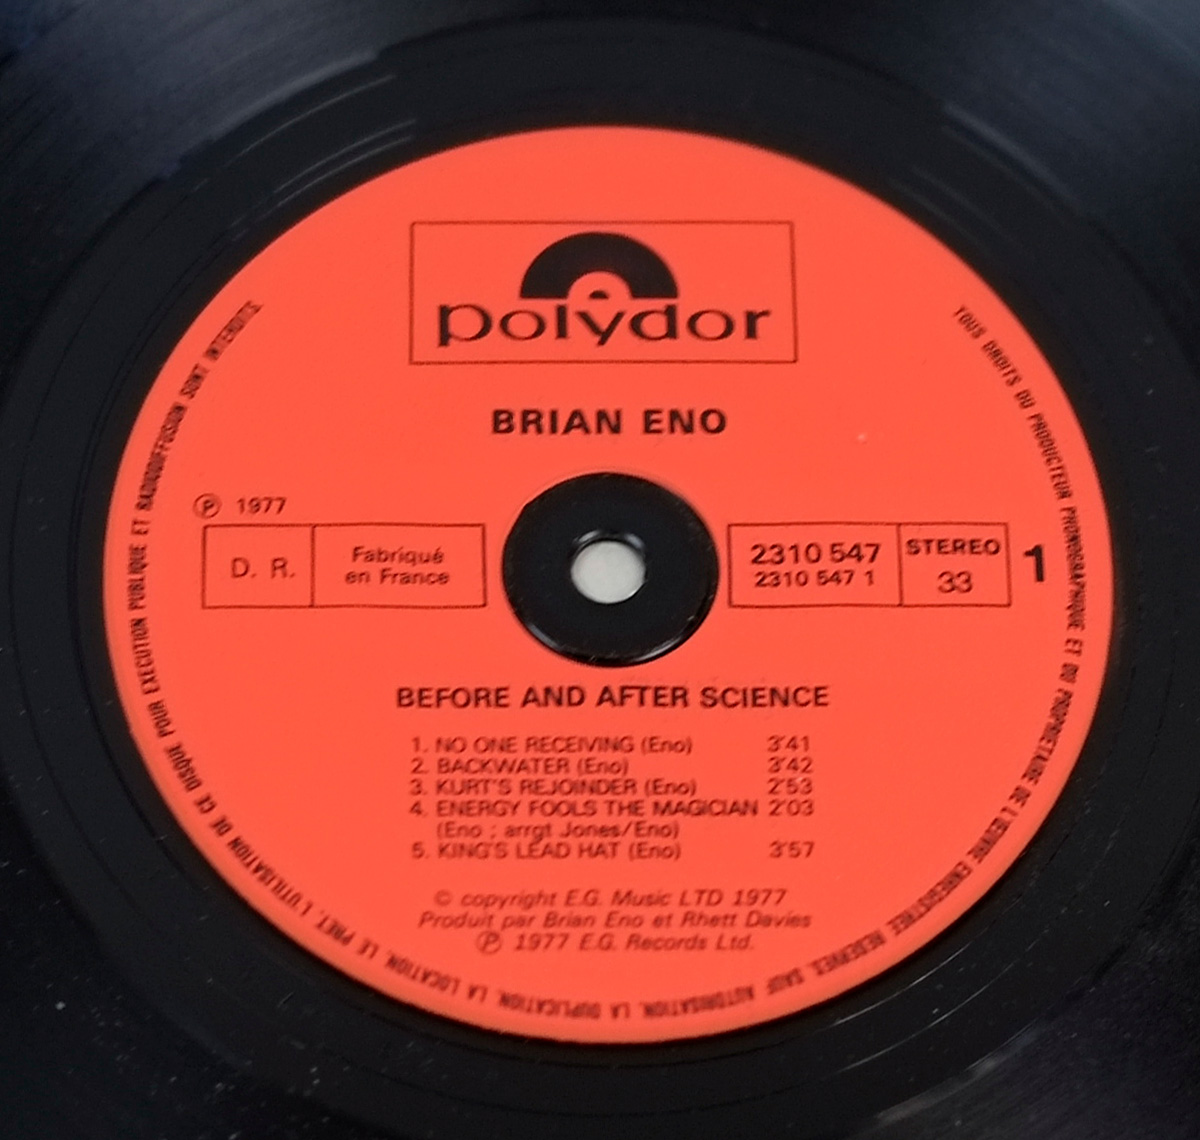 polydor
BRIAN ENO
℗ 1977
D. R.
Fabriqué
en France
2310 547
2310 547 1
STEREO
33
1
BEFORE AND AFTER SCIENCE
1. NO ONE RECEIVING (Eno) 3'41
2. BACKWATER (Eno) 3'42
3. KURT'S REJOINDER (Eno) 2'53
4. ENERGY FOOLS THE MAGICIAN 2'03
(Eno ; arrgt Jones/Eno)
5. KING'S LEAD HAT (Eno) 3'57
© copyright E.G. Music LTD 1977
Produit par Brian Eno et Rhett Davies
℗ 1977 E.G. Records Ltd.
TOUS DROITS DU PRODUCTEUR PHONOGRAPHIQUE ET DU PROPRIETAIRE DE L'ŒUVRE ENREGISTREE RESERVES. SAUF AUTORISATION, LA DUPLICATION, LA LOCATION, LE PRET, L'UTILISATION DE CE DISQUE POUR EXECUTION PUBLIQUE ET RADIODIFFUSION SONT INTERDITS